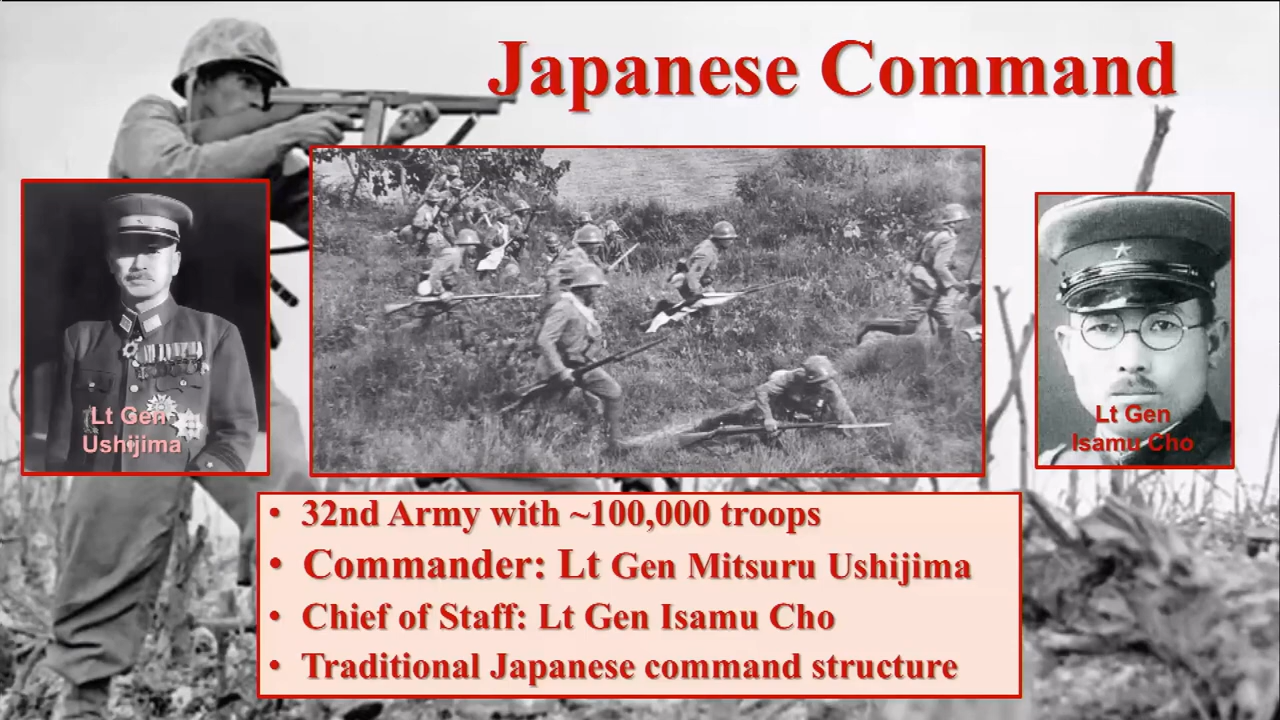 Japanese Command
Lt Gen
Ushijima
Lt Gen
Isamu Cho
• 32nd Army with ~100,000 troops
• Commander: Lt Gen Mitsuru Ushijima
• Chief of Staff: Lt Gen Isamu Cho
• Traditional Japanese command structure